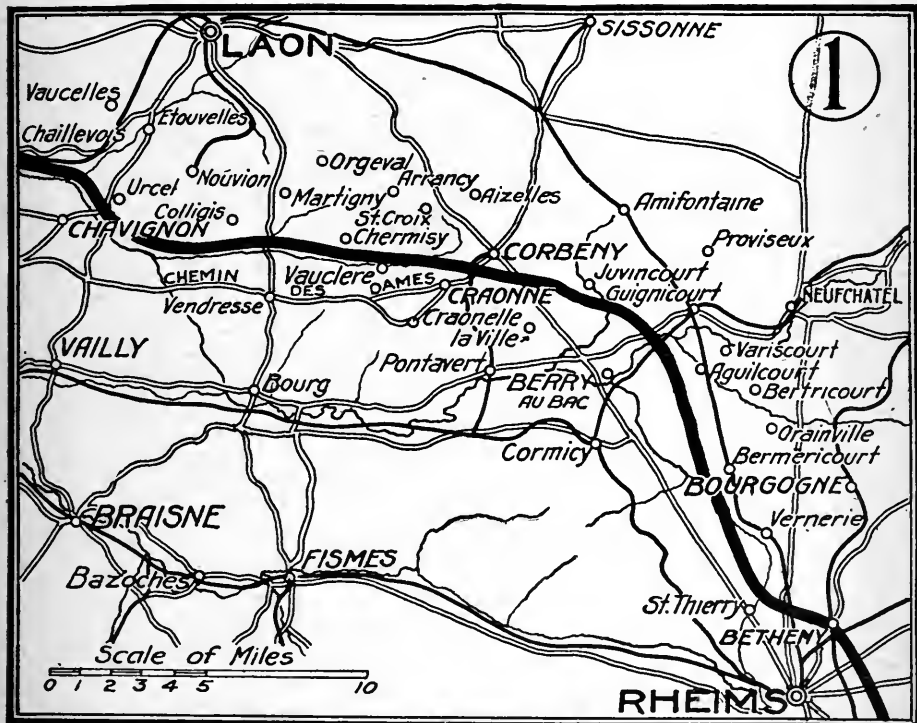 LAON
SISSONNE
1
Vaucelles
Etouvelles
Chaillevois
Orgeval
Nouvion
Arrancy
Urcel
Martigny
Aizelles
Amifontaine
Colligis
St. Croix
CHAVIGNON
Chermisy
Proviseux
CORBENY
Vauclere
Juvincourt
CHEMIN
DES
AMES
CRAONNE
Guignicourt
NEUFCHATEL
Vendresse
Craonelle
la Ville
VAILLY
Variscourt
Pontavert
Aguilcourt
Bourg
BERRY
AU BAC
Bertricourt
Orainville
Cormicy
Berméricourt
BOURGOGNE
BRAISNE
Vernerie
FISMES
Bazoches
St. Thierry
BETHENY
Scale of Miles
0 1 2 3 4 5 10
RHEIMS